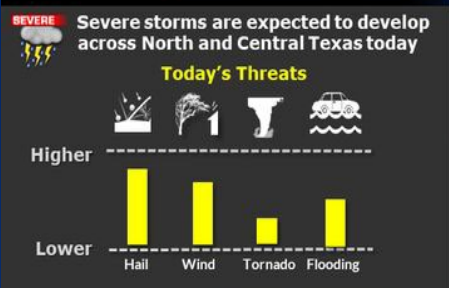 SEVERE
Severe storms are expected to develop
across North and Central Texas today
Today's Threats
Higher
Lower
Hail Wind Tornado Flooding